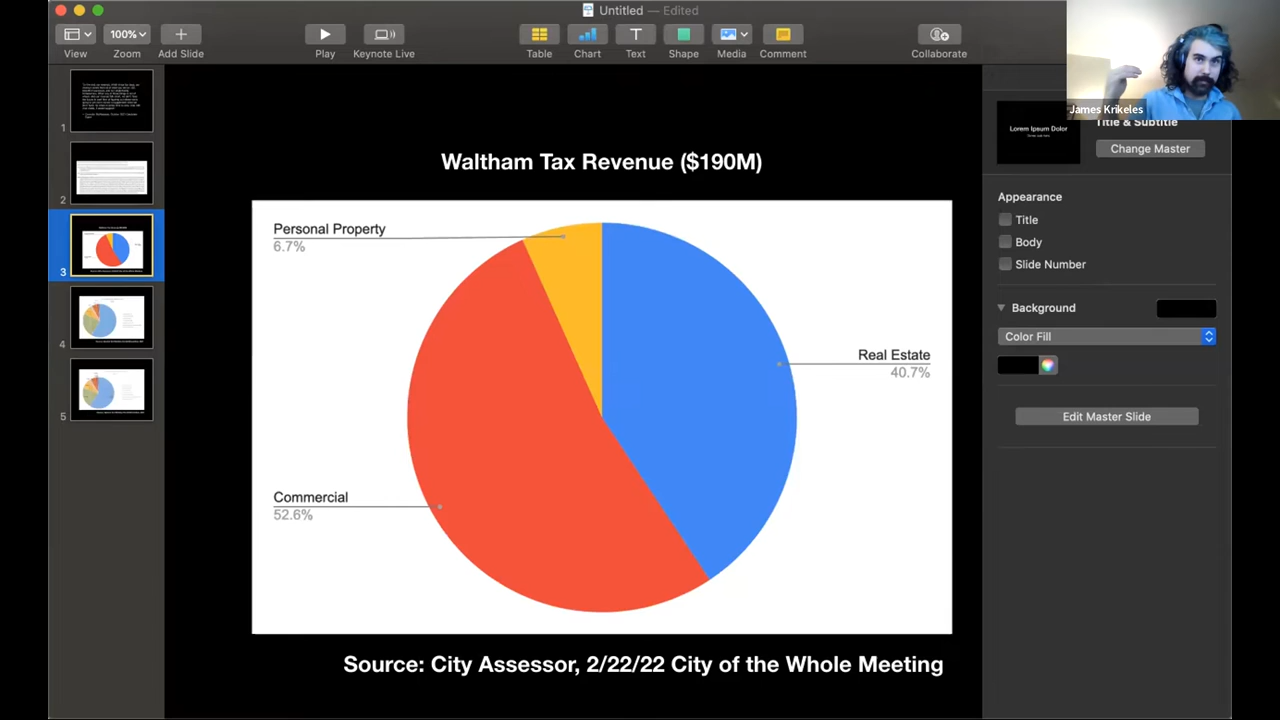 Untitled — Edited
View
100%
Zoom
Add Slide
Play
Keynote Live
Table
Chart
T
Text
Shape
Media
Comment
Collaborate
James Krikeles
1
2
3
4
5
Waltham Tax Revenue ($190M)
Personal Property
6.7%
Real Estate
40.7%
Commercial
52.6%
Source: City Assessor, 2/22/22 City of the Whole Meeting
Lorem Ipsum Dolor
Title & Subtitle
Change Master
Appearance
Title
Body
Slide Number
Background
Color Fill
Edit Master Slide